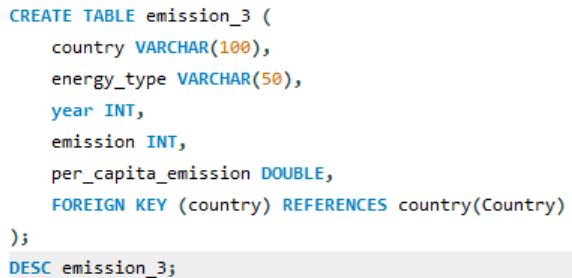 CREATE TABLE emission_3 (
    country VARCHAR(100),
    energy_type VARCHAR(50),
    year INT,
    emission INT,
    per_capita_emission DOUBLE,
    FOREIGN KEY (country) REFERENCES country(Country)
);
DESC emission_3;